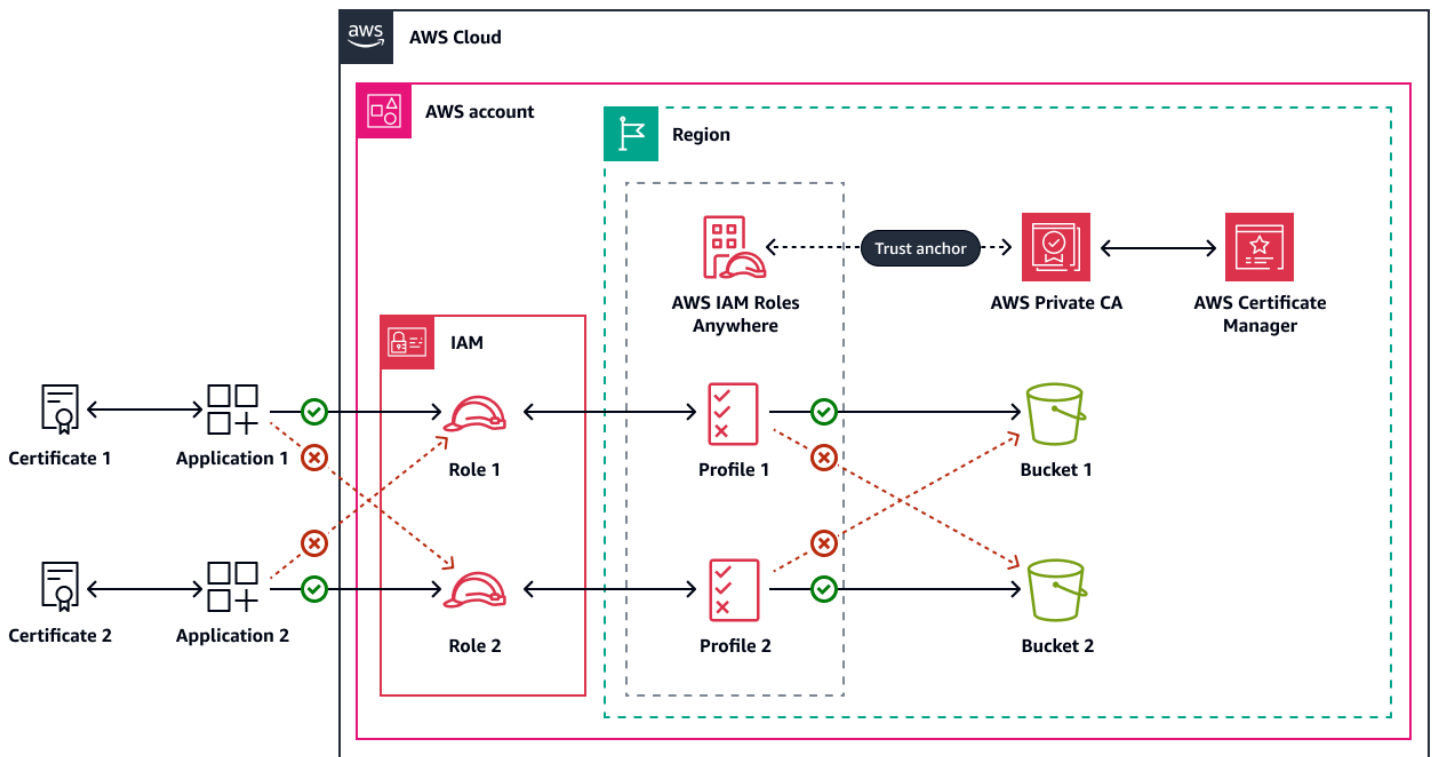 aws
AWS Cloud
AWS account
Region
Trust anchor
AWS IAM Roles
Anywhere
AWS Private CA
AWS Certificate
Manager
IAM
Certificate 1
Application 1
Role 1
Profile 1
Bucket 1
Certificate 2
Application 2
Role 2
Profile 2
Bucket 2